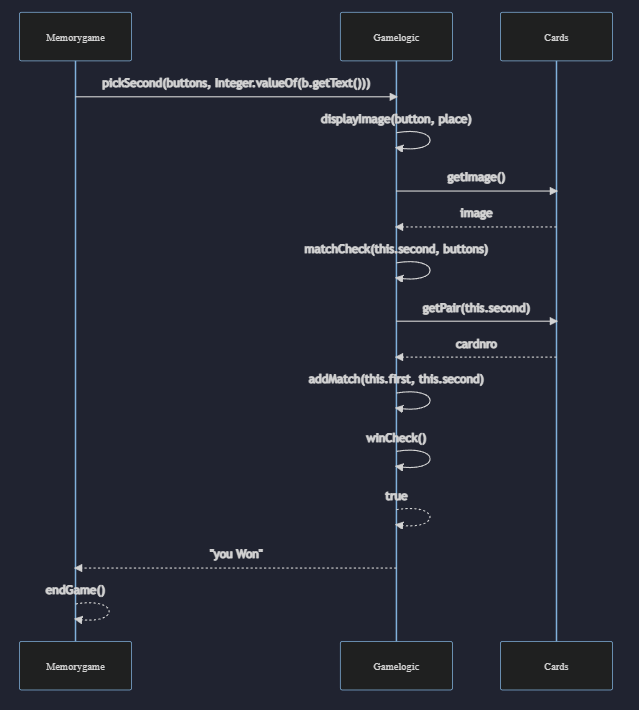 Memorygame
Gamelogic
Cards
pickSecond(buttons, Integer.valueOf(b.getText()))
displayImage(button, place)
getImage()
image
matchCheck(this.second, buttons)
getPair(this.second)
cardnro
addMatch(this.first, this.second)
winCheck()
true
"you Won"
endGame()
Memorygame
Gamelogic
Cards